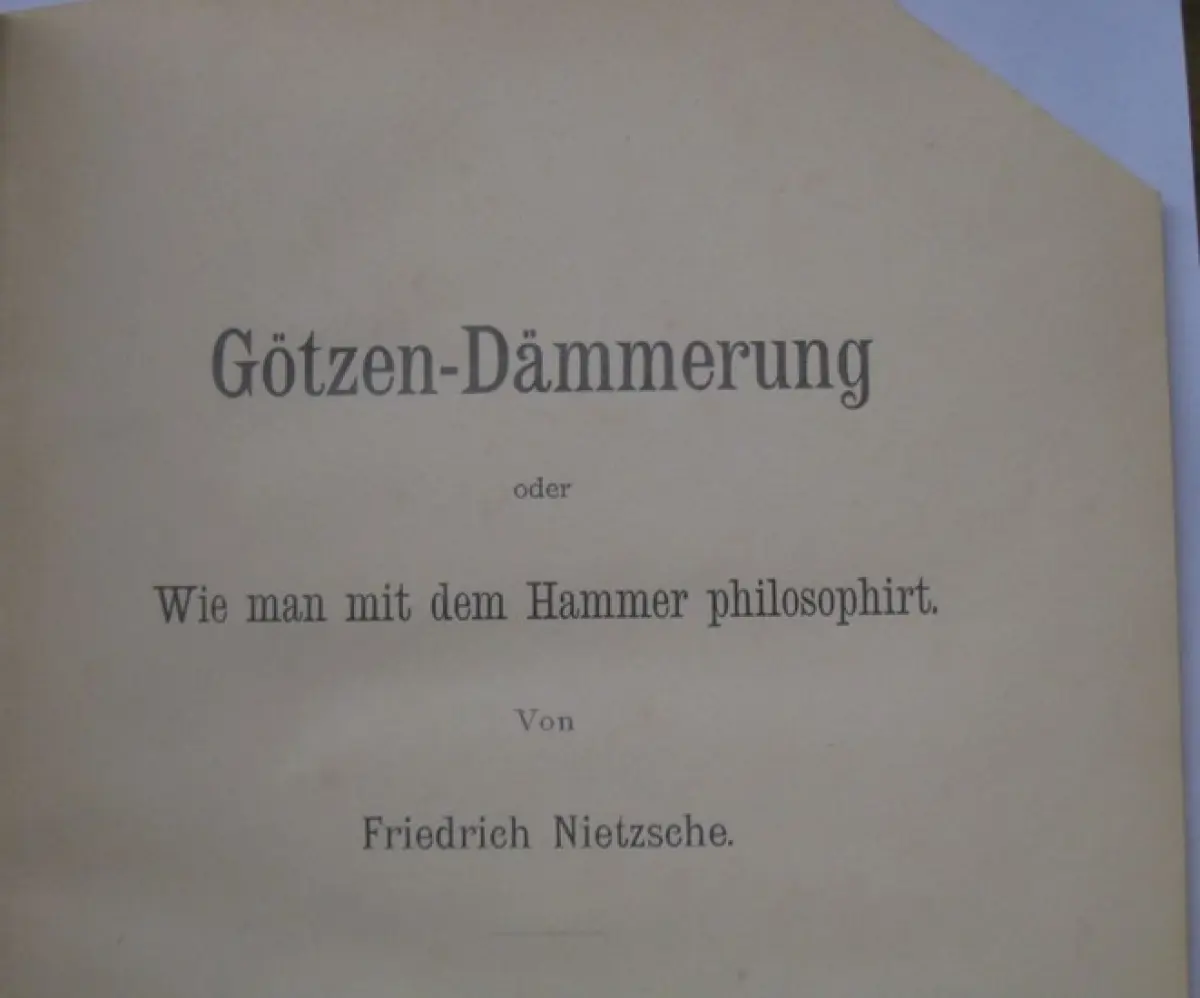 Götzen-Dämmerung
oder
Wie man mit dem Hammer philosophirt.
Von
Friedrich Nietzsche.